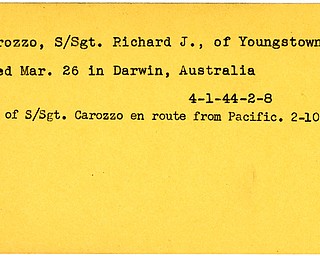 rozzo, S/Sgt. Richard J., of Youngstown
ed Mar. 26 in Darwin, Australia
4-1-44-2-8
of S/Sgt. Carozzo en route from Pacific. 2-10